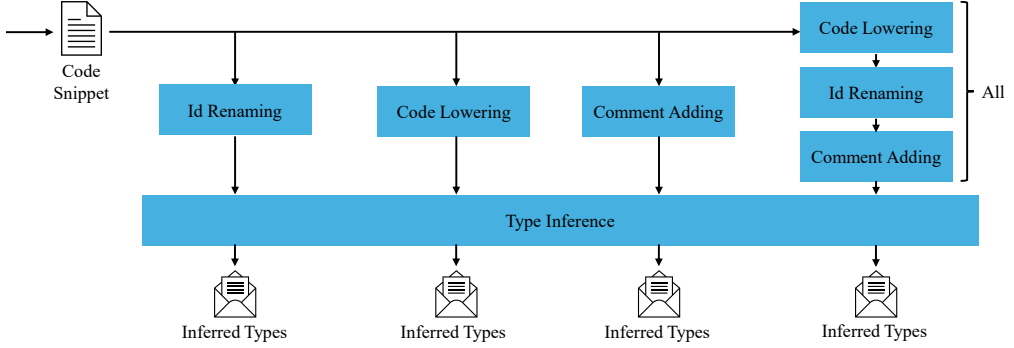 Code
Snippet
Id Renaming
Code Lowering
Comment Adding
Code Lowering
Id Renaming
Comment Adding
All
Type Inference
Inferred Types
Inferred Types
Inferred Types
Inferred Types